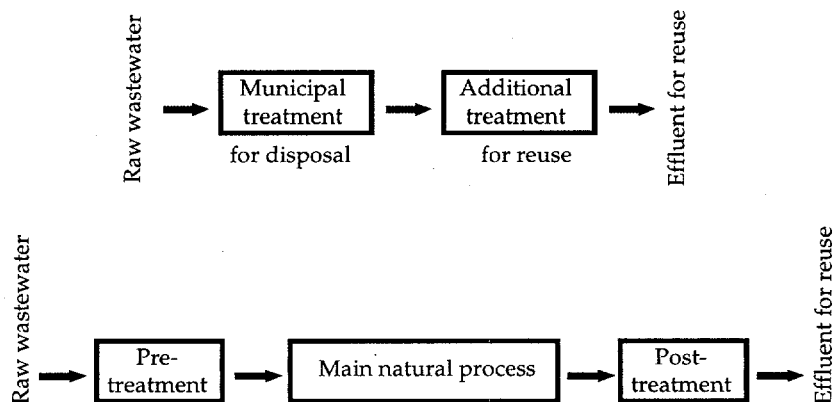 Raw wastewater
Municipal
treatment
for disposal
Additional
treatment
for reuse
Effluent for reuse
Raw wastewater
Pre-
treatment
Main natural process
Post-
treatment
Effluent for reuse